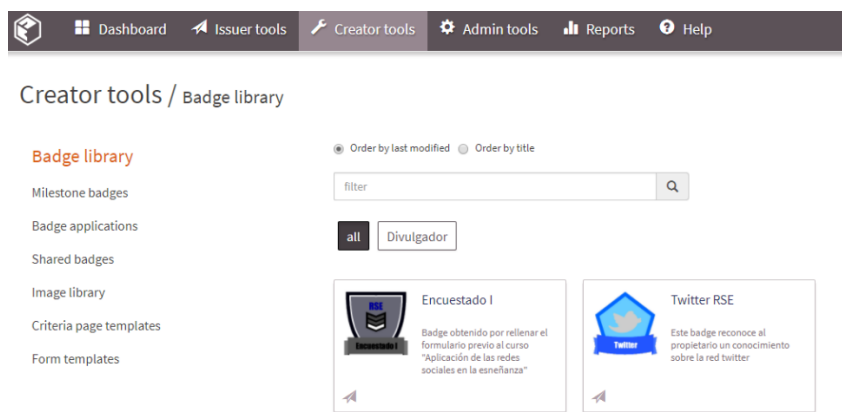 Dashboard Issuer tools Creator tools Admin tools Reports Help
Creator tools / Badge library
Badge library
Milestone badges
Badge applications
Shared badges
Image library
Criteria page templates
Form templates
Order by last modified Order by title
filter
all Divulgador
RSE
Encuestado I
Encuestado I
Badge obtenido por rellenar el
formulario previo al curso
"Aplicación de las redes
sociales en la esneñanza"
Twitter
Twitter RSE
Este badge reconoce al
propietario un conocimiento
sobre la red twitter